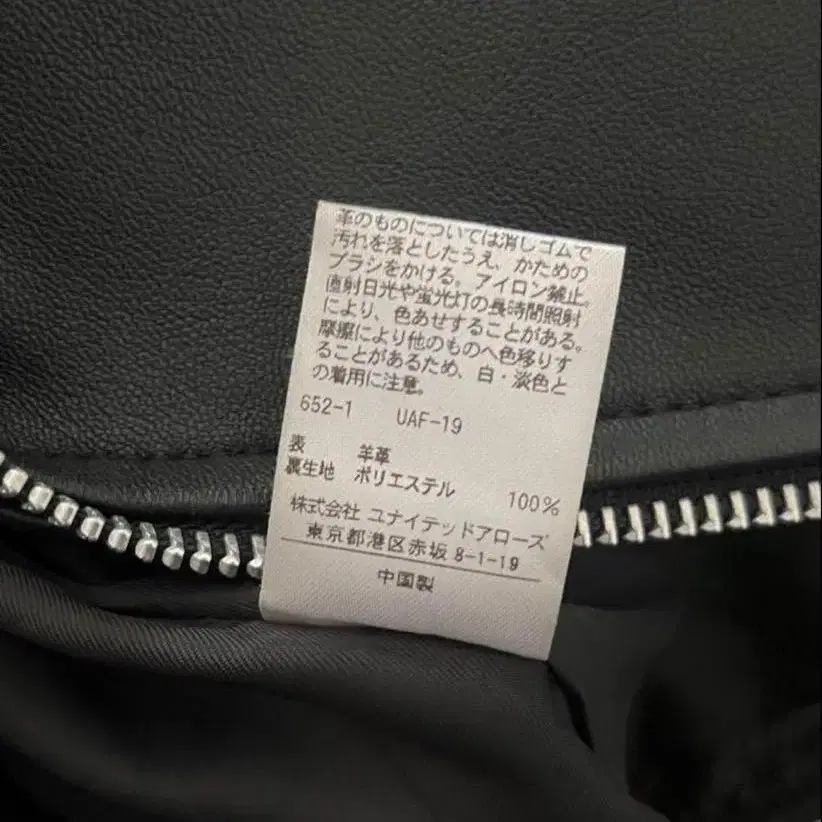 革のものについては消しゴムで
汚れを落としたうえ、かための
ブラシをかける。アイロン禁止。
直射日光や蛍光灯の長時間照射
により、色あせすることがある。
摩擦により他のものへ色移りす
ることがあるため、白・淡色と
の着用に注意。
652-1 UAF-19
表 羊革
裏生地 ポリエステル 100%
株式会社 ユナイテッドアローズ
東京都港区赤坂 8-1-19
中国製